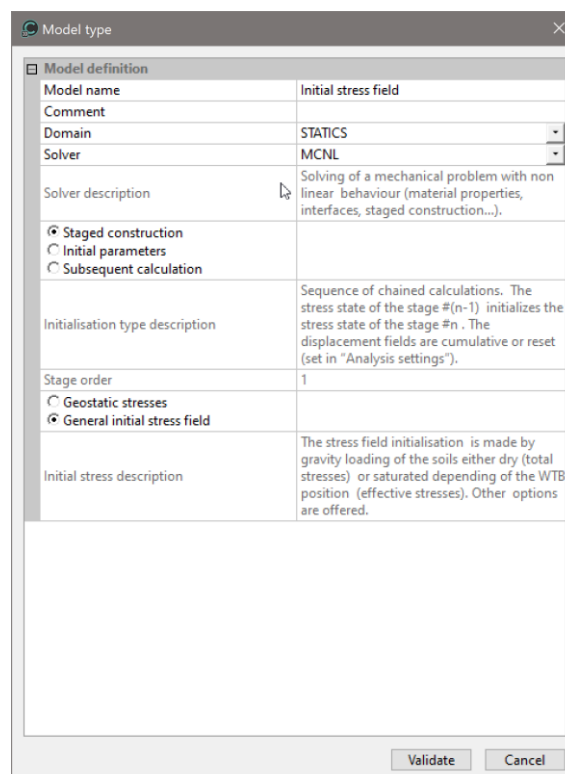 Model type
Model definition
Model name Initial stress field
Comment
Domain STATICS
Solver MCNL
Solver description
Solving of a mechanical problem with non
linear behaviour (material properties,
interfaces, staged construction...).
Staged construction
Initial parameters
Subsequent calculation
Initialisation type description
Sequence of chained calculations. The
stress state of the stage #(n-1) initializes the
stress state of the stage #n . The
displacement fields are cumulative or reset
(set in "Analysis settings").
Stage order 1
Geostatic stresses
General initial stress field
Initial stress description
The stress field initialisation is made by
gravity loading of the soils either dry (total
stresses) or saturated depending of the WTB
position (effective stresses). Other options
are offered.
Validate Cancel